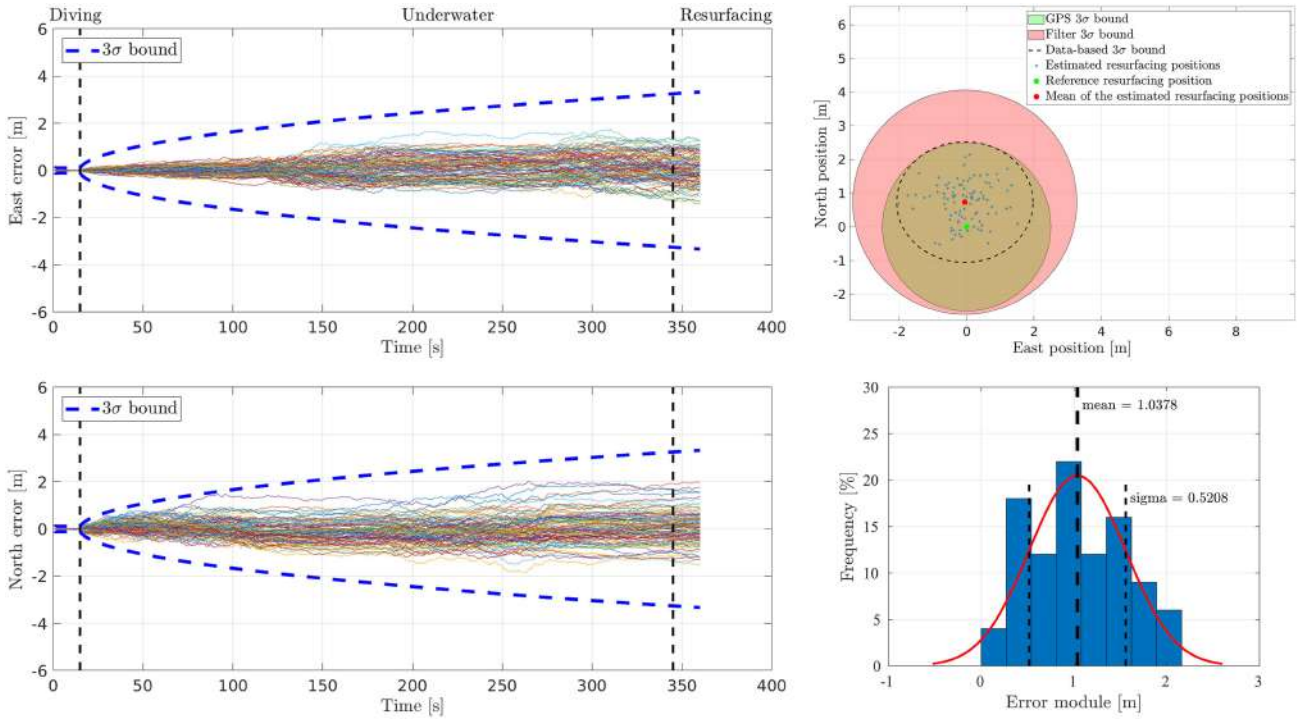 Diving Underwater Resurfacing
3σ bound
East error [m]
6
4
2
0
-2
-4
-6
0 50 100 150 200 250 300 350 400
Time [s]
GPS 3σ bound
Filter 3σ bound
Data-based 3σ bound
Estimated resurfacing positions
Reference resurfacing position
Mean of the estimated resurfacing positions
North position [m]
6
5
4
3
2
1
0
-1
-2
-2 0 2 4 6 8
East position [m]
3σ bound
North error [m]
6
4
2
0
-2
-4
-6
0 50 100 150 200 250 300 350 400
Time [s]
mean = 1.0378
sigma = 0.5208
Frequency [%]
30
25
20
15
10
5
0
-1 0 1 2 3
Error module [m]